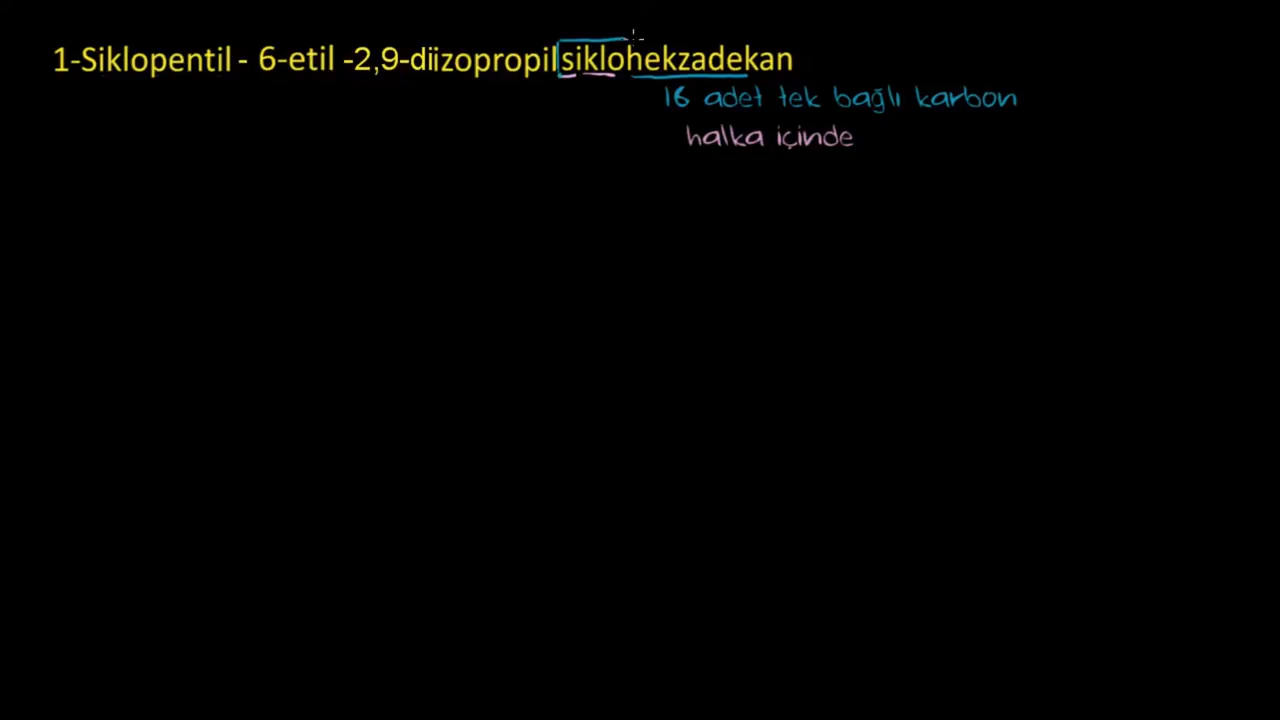 1-Siklopentil - 6-etil -2,9-diizopropilsiklohekzadekan
16 adet tek bağlı karbon
halka içinde